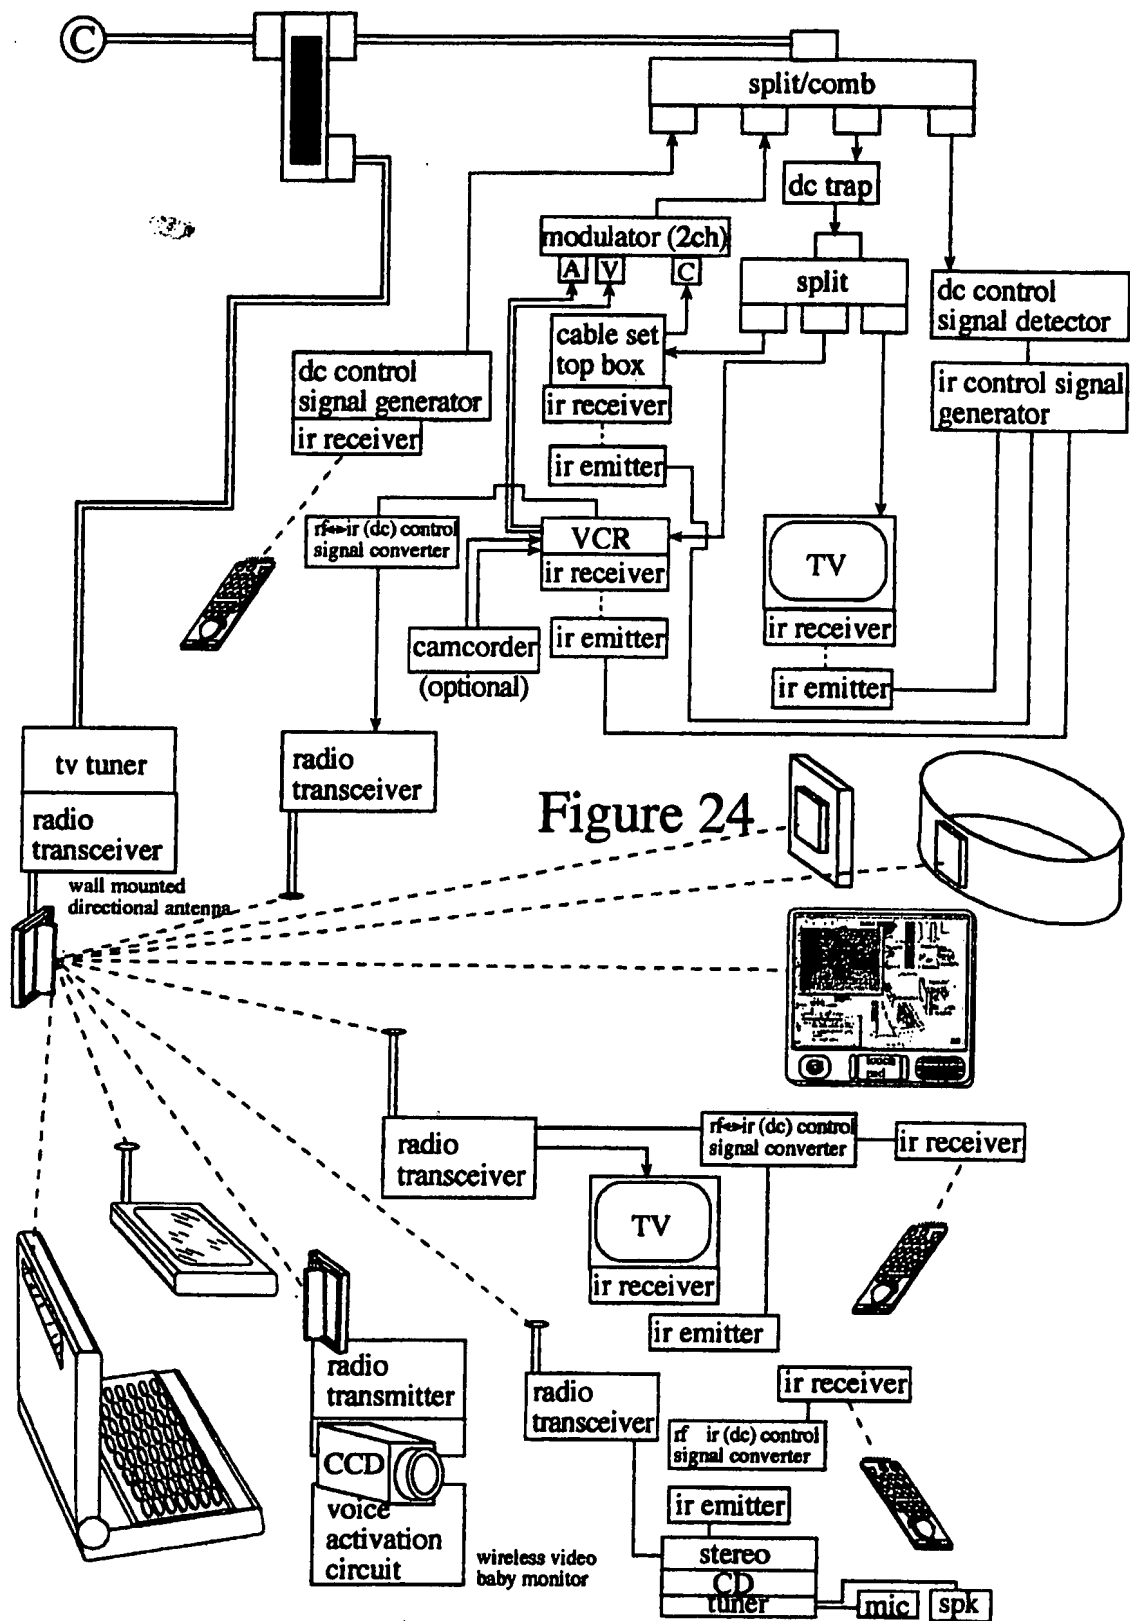 C
split/comb
dc trap
modulator (2ch)
A V C
split
dc control
signal detector
cable set
top box
ir receiver
dc control
signal generator
ir receiver
ir control signal
generator
ir emitter
rf↔ir (dc) control
signal converter
VCR
ir receiver
TV
ir receiver
ir emitter
camcorder
(optional)
ir emitter
tv tuner
radio
transceiver
radio
transceiver
Figure 24
wall mounted
directional antenna
touch
pad
radio
transceiver
rf↔ir (dc) control
signal converter
ir receiver
TV
ir receiver
ir emitter
radio
transmitter
CCD
voice
activation
circuit
wireless video
baby monitor
radio
transceiver
ir receiver
rf ir (dc) control
signal converter
ir emitter
stereo
CD
tuner
mic
spk